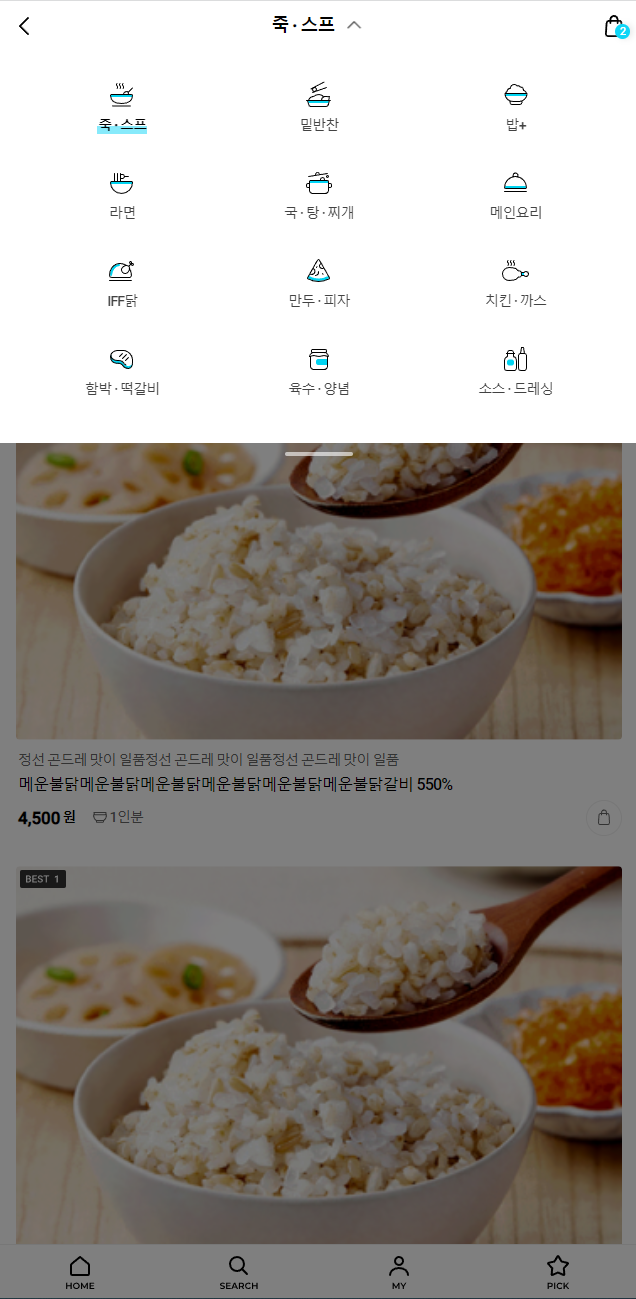 죽·스프
2
죽·스프 밑반찬 밥+
라면 국·탕·찌개 메인요리
IFF닭 만두·피자 치킨·까스
함박·떡갈비 육수·양념 소스·드레싱
정선 곤드레 맛이 일품정선 곤드레 맛이 일품정선 곤드레 맛이 일품
메운불닭메운불닭메운불닭메운불닭메운불닭메운불닭갈비 550%
4,500 원 1인분
BEST 1
HOME SEARCH MY PICK